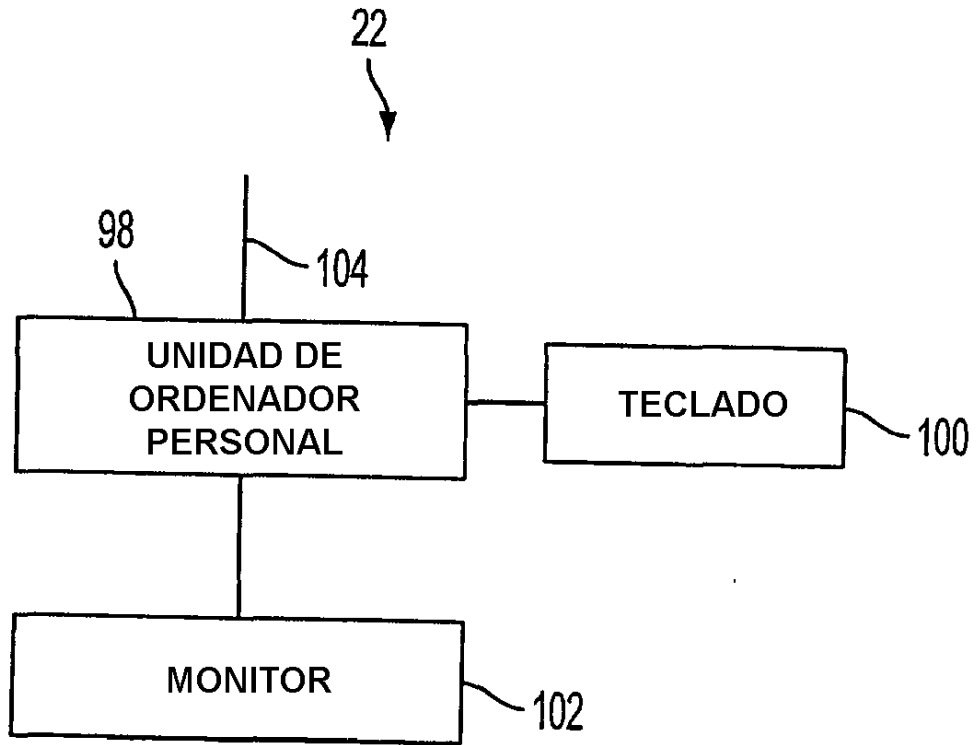 22
98
104
UNIDAD DE
ORDENADOR
PERSONAL
TECLADO
100
MONITOR
102